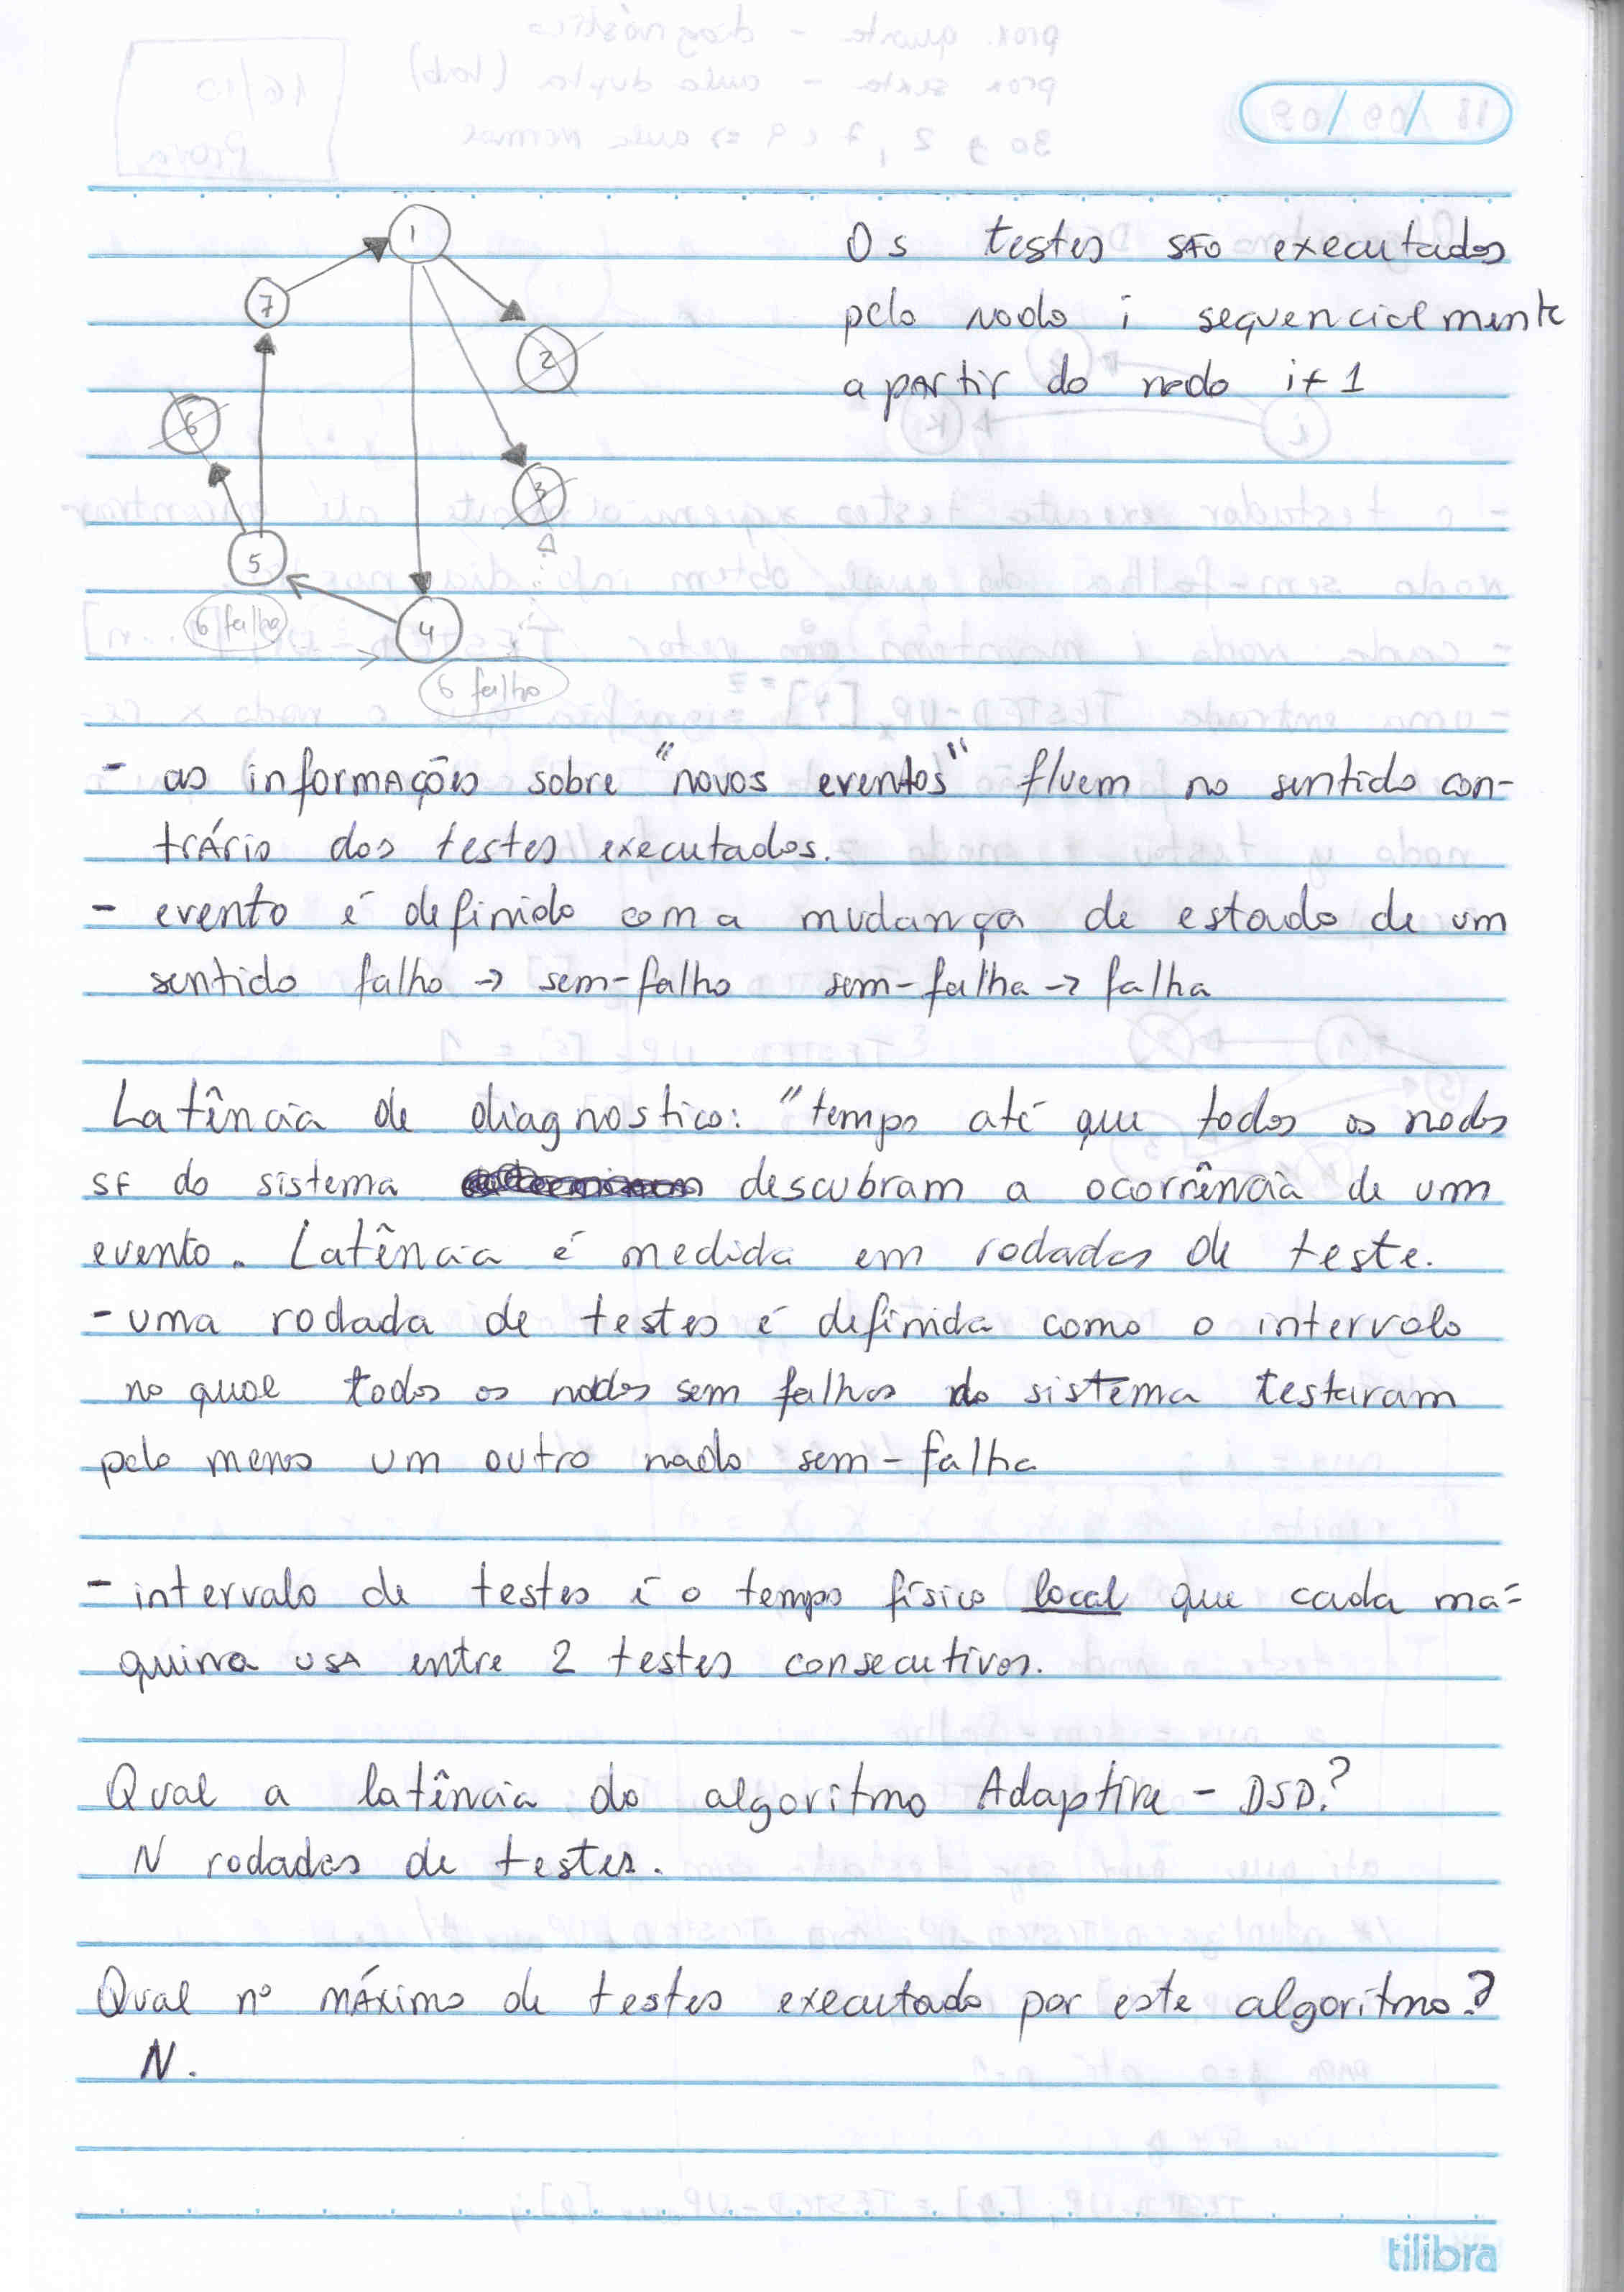 1
7
2
6
3
5
4
6 falho
6 falho
Os testes são executados
pelo nodo i sequencialmente
a partir do nodo i+1
- as informações sobre "novos eventos" fluem no sentido con-
trário dos testes executados.
- evento é definido com a mudança de estado de um
sentido falho -> sem-falho sem-falha -> falha
Latência de diagnostico: "tempo até que todos os nodos
SF do sistema descubram a ocorrência de um
evento. Latência é medida em rodadas de teste.
- uma rodada de testes é definida como o intervalo
no qual todos os nodos sem falhas do sistema testaram
pelo menos um outro nodo sem-falha
- intervalo de testes é o tempo físico local que cada má-
quina usa entre 2 testes consecutivos.
Qual a latência do algoritmo Adaptive - DSD?
N rodadas de testes.
Qual nº máximo de testes executado por este algoritmo?
N.
tilibra